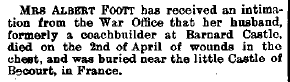 MRS ALBERT FOOTT has received an intima-
tion from the War Office that her husband,
formerly a coachbuilder at Barnard Castle,
died on the 2nd of April of wounds in the
chest, and was buried near the little Castle of
Becourt, in France.